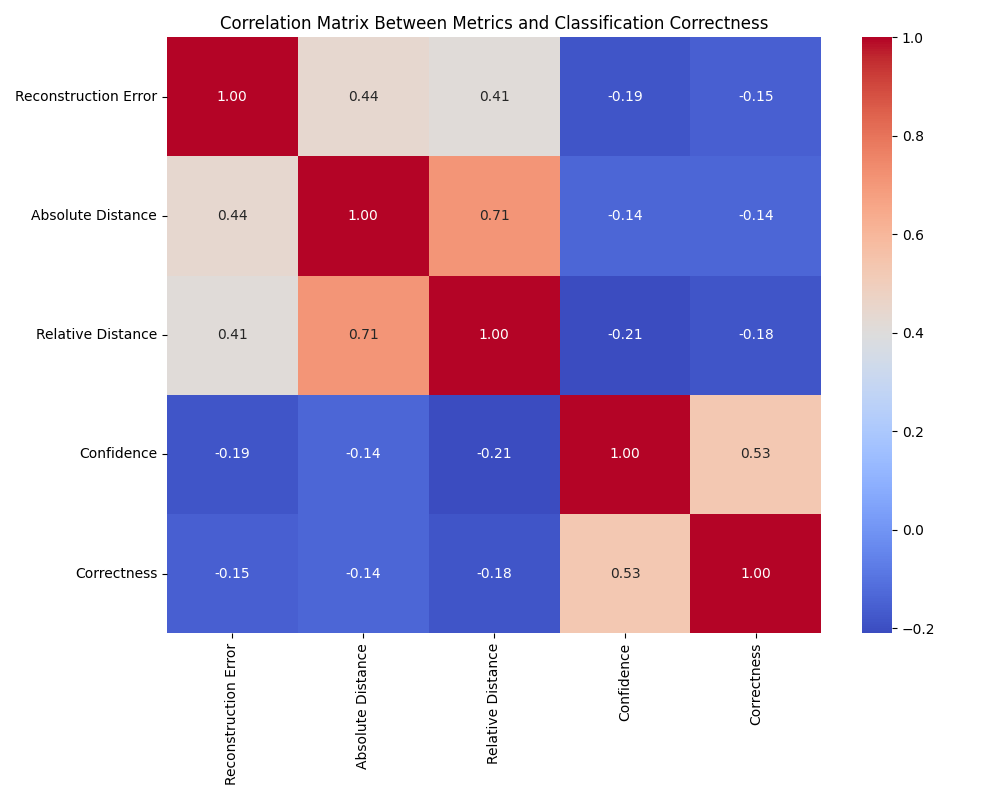 Correlation Matrix Between Metrics and Classification Correctness
Reconstruction Error 1.00 0.44 0.41 -0.19 -0.15
Absolute Distance 0.44 1.00 0.71 -0.14 -0.14
Relative Distance 0.41 0.71 1.00 -0.21 -0.18
Confidence -0.19 -0.14 -0.21 1.00 0.53
Correctness -0.15 -0.14 -0.18 0.53 1.00
Reconstruction Error
Absolute Distance
Relative Distance
Confidence
Correctness
1.0
0.8
0.6
0.4
0.2
0.0
−0.2